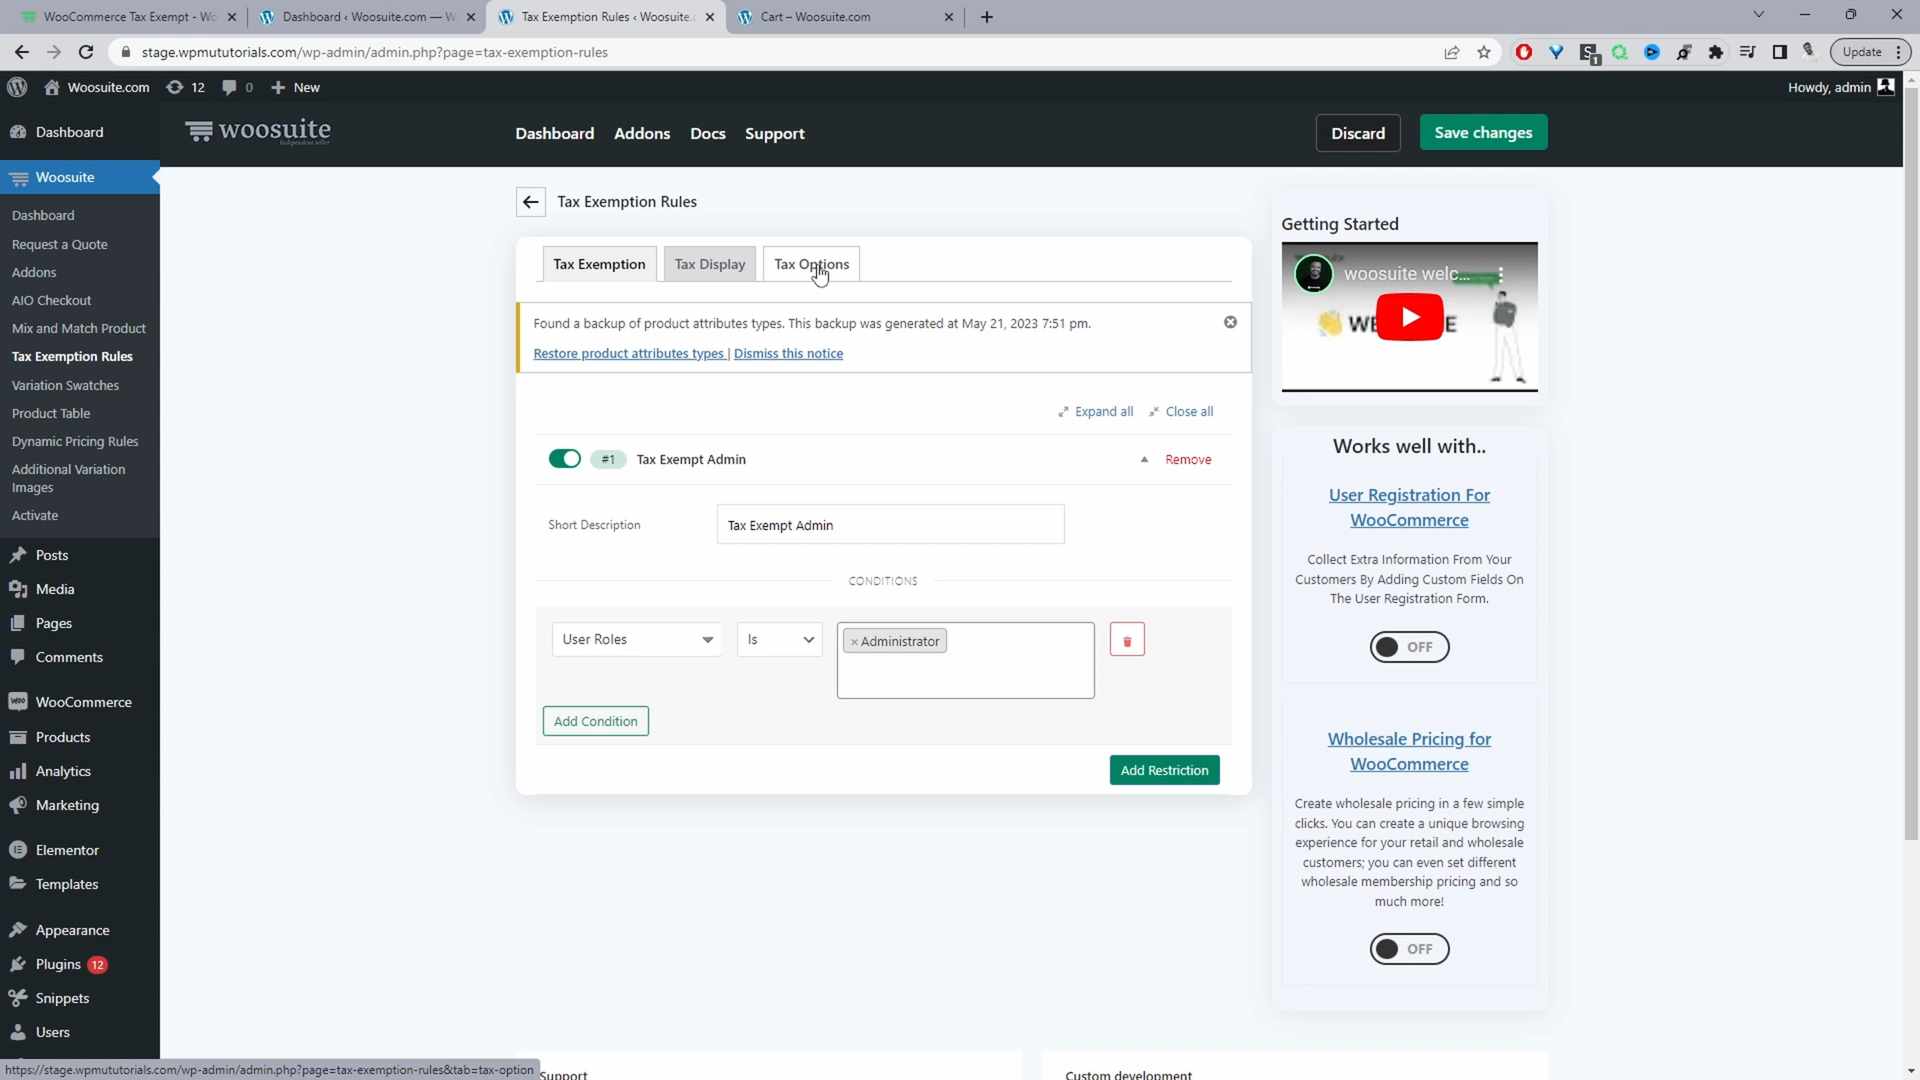 WooCommerce Tax Exempt - Wo
Dashboard ‹ Woosuite.com — W
Tax Exemption Rules ‹ Woosuite.c
Cart – Woosuite.com
stage.wpmututorials.com/wp-admin/admin.php?page=tax-exemption-rules
Update
Woosuite.com
12
0
New
Howdy, admin
woosuite
Dashboard
Addons
Docs
Support
Discard
Save changes
Dashboard
Woosuite
Dashboard
Request a Quote
Addons
AIO Checkout
Mix and Match Product
Tax Exemption Rules
Variation Swatches
Product Table
Dynamic Pricing Rules
Additional Variation
Images
Activate
Posts
Media
Pages
Comments
WooCommerce
Products
Analytics
Marketing
Elementor
Templates
Appearance
Plugins 12
Snippets
Users
Tax Exemption Rules
Tax Exemption
Tax Display
Tax Options
Found a backup of product attributes types. This backup was generated at May 21, 2023 7:51 pm.
Restore product attributes types | Dismiss this notice
Expand all
Close all
#1
Tax Exempt Admin
Remove
Short Description
Tax Exempt Admin
CONDITIONS
User Roles
Is
× Administrator
Add Condition
Add Restriction
Getting Started
woosuite welc...
Works well with..
User Registration For
WooCommerce
Collect Extra Information From Your
Customers By Adding Custom Fields On
The User Registration Form.
OFF
Wholesale Pricing for
WooCommerce
Create wholesale pricing in a few simple
clicks. You can create a unique browsing
experience for your retail and wholesale
customers; you can even set different
wholesale membership pricing and so
much more!
OFF
https://stage.wpmututorials.com/wp-admin/admin.php?page=tax-exemption-rules&tab=tax-option
Support
Custom development